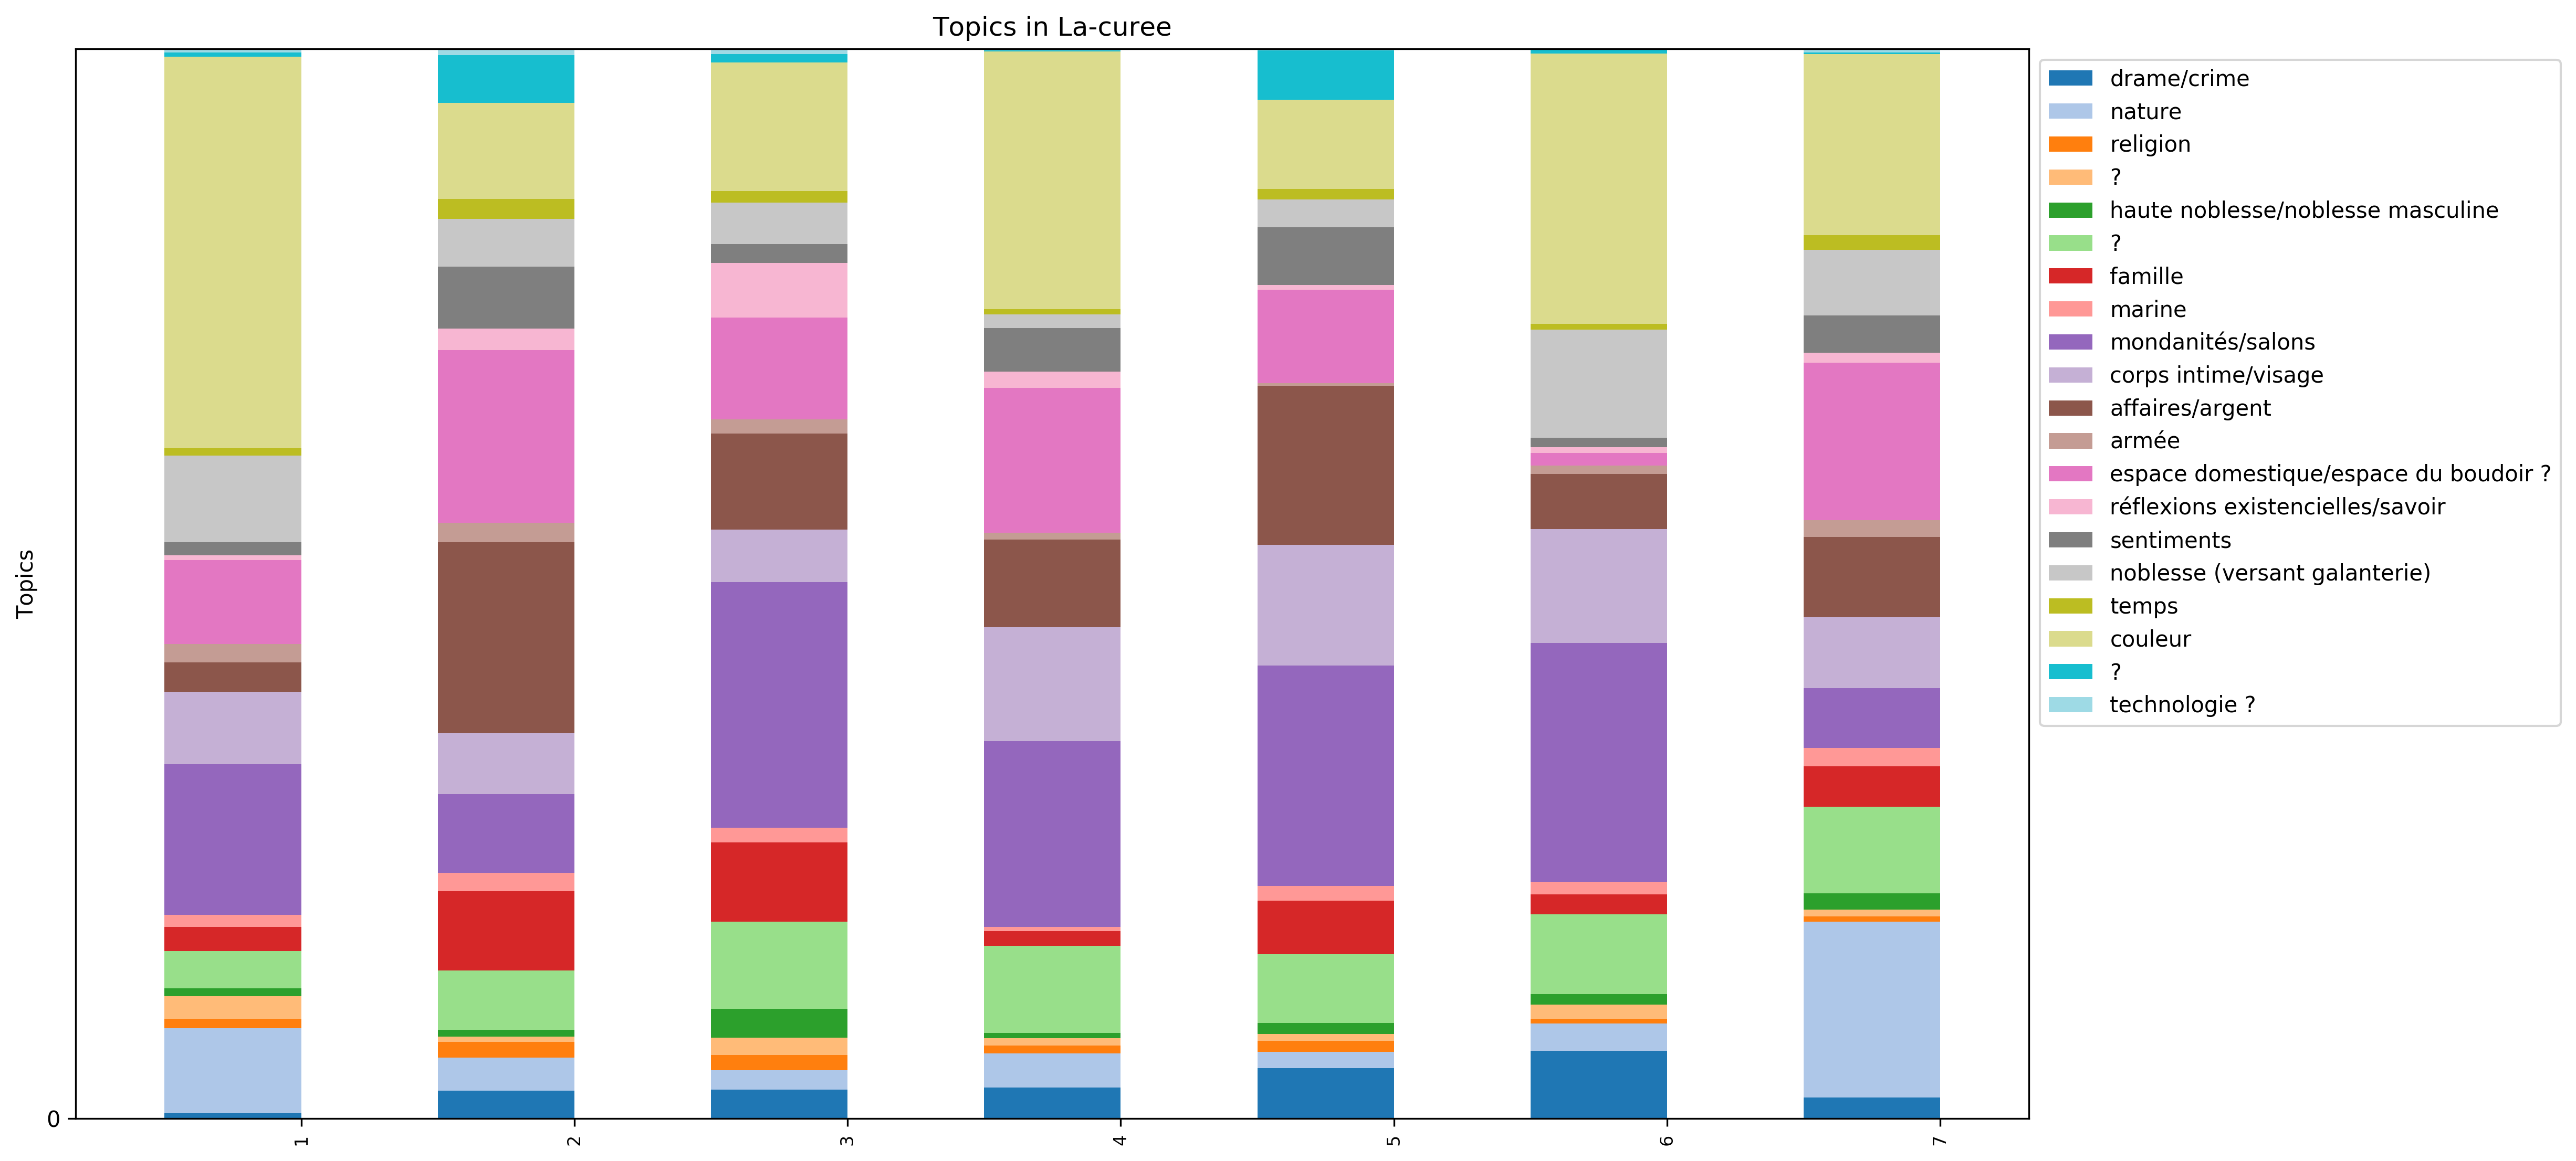 Topics in La-curee
Topics
0
1
2
3
4
5
6
7
drame/crime
nature
religion
?
haute noblesse/noblesse masculine
?
famille
marine
mondanités/salons
corps intime/visage
affaires/argent
armée
espace domestique/espace du boudoir ?
réflexions existencielles/savoir
sentiments
noblesse (versant galanterie)
temps
couleur
?
technologie ?